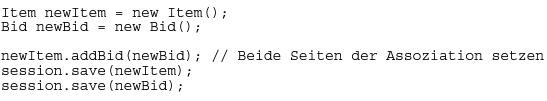 Item newItem = new Item();
Bid newBid = new Bid();
newItem.addBid(newBid); // Beide Seiten der Assoziation setzen
session.save(newItem);
session.save(newBid);